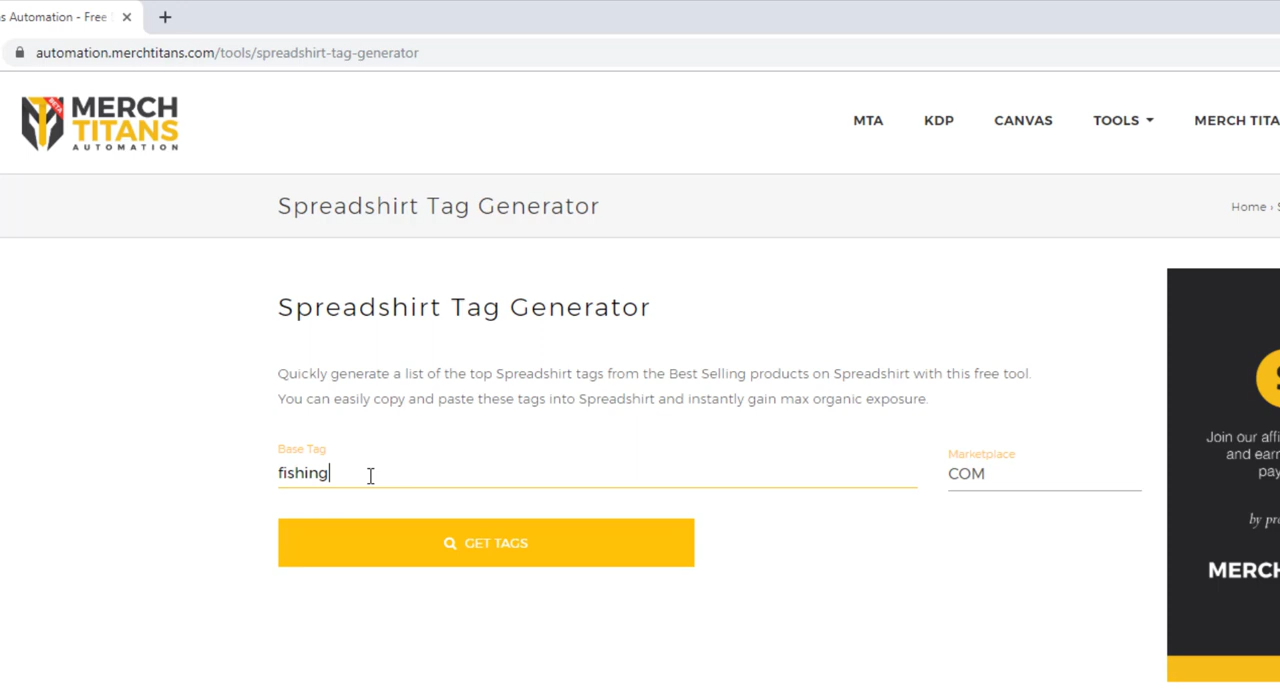 s Automation - Free
automation.merchtitans.com/tools/spreadshirt-tag-generator
BETA
MERCH
TITANS
AUTOMATION
MTA KDP CANVAS TOOLS MERCH TITA
Spreadshirt Tag Generator
Home ›
Spreadshirt Tag Generator
Quickly generate a list of the top Spreadshirt tags from the Best Selling products on Spreadshirt with this free tool.
You can easily copy and paste these tags into Spreadshirt and instantly gain max organic exposure.
Base Tag
fishing
Marketplace
COM
GET TAGS
Join our affi
and earn
pay
by pro
MERCH